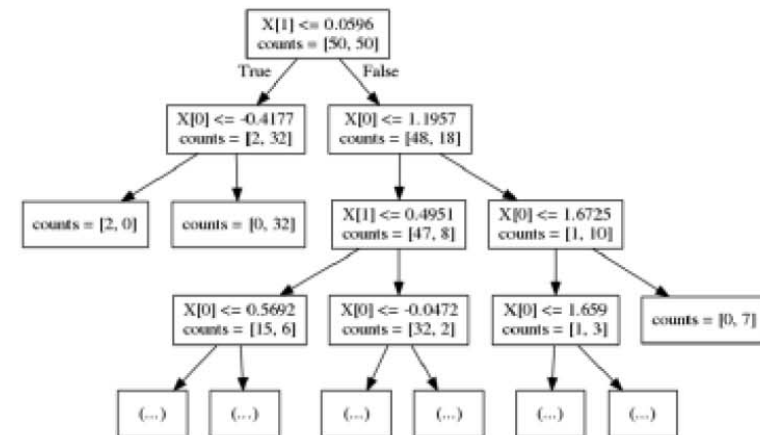 X[1] <= 0.0596
counts = [50, 50]
True
False
X[0] <= -0.4177
counts = [2, 32]
X[0] <= 1.1957
counts = [48, 18]
counts = [2, 0]
counts = [0, 32]
X[1] <= 0.4951
counts = [47, 8]
X[0] <= 1.6725
counts = [1, 10]
X[0] <= 0.5692
counts = [15, 6]
X[0] <= -0.0472
counts = [32, 2]
X[0] <= 1.659
counts = [1, 3]
counts = [0, 7]
(...)
(...)
(...)
(...)
(...)
(...)